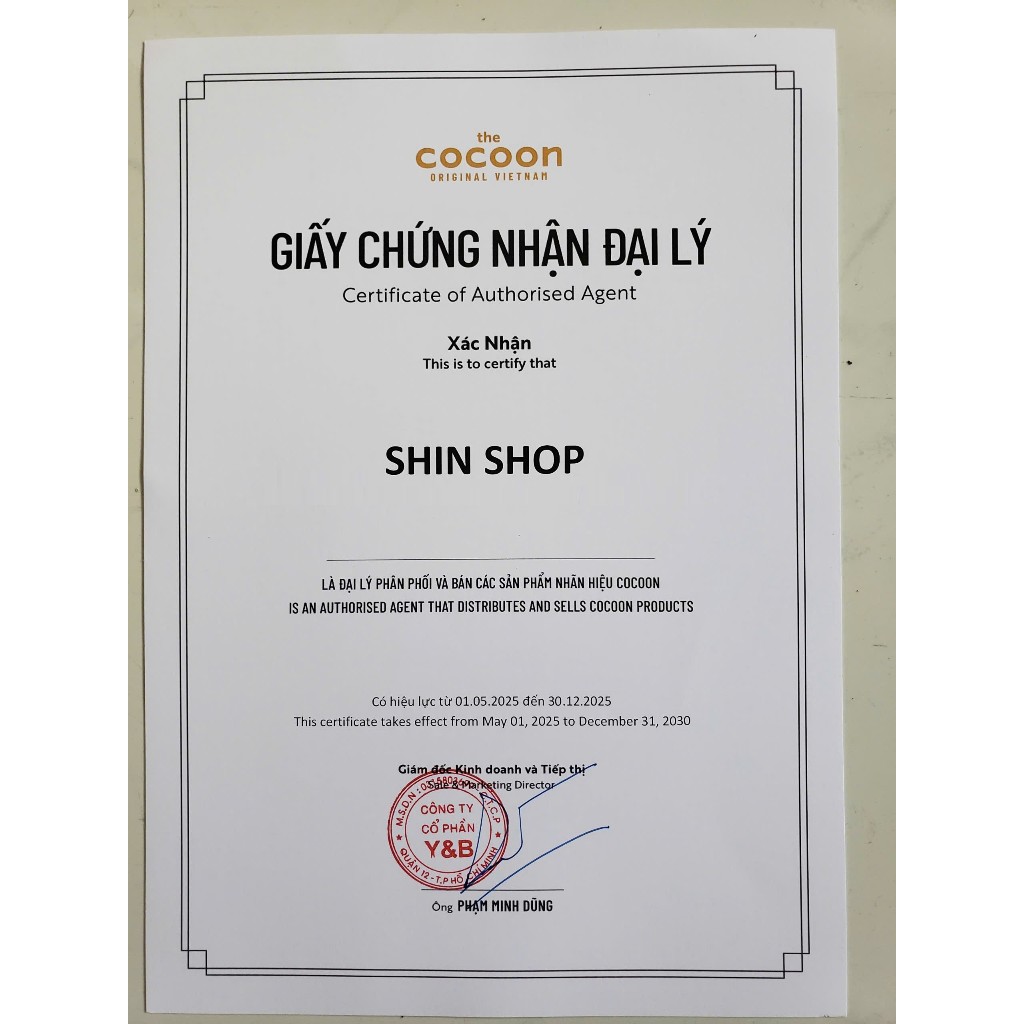 the
cocoon
ORIGINAL VIETNAM
GIẤY CHỨNG NHẬN ĐẠI LÝ
Certificate of Authorised Agent
Xác Nhận
This is to certify that
SHIN SHOP
LÀ ĐẠI LÝ PHÂN PHỐI VÀ BÁN CÁC SẢN PHẨM NHÃN HIỆU COCOON
IS AN AUTHORISED AGENT THAT DISTRIBUTES AND SELLS COCOON PRODUCTS
Có hiệu lực từ 01.05.2025 đến 30.12.2025
This certificate takes effect from May 01, 2025 to December 31, 2030
Giám đốc Kinh doanh và Tiếp thị
Sale & Marketing Director
M.S.D.N: C.T.C.P
CÔNG TY
CỔ PHẦN
Y&B
QUẬN 12 - T.P HỒ CHÍ MINH
Ông PHẠM MINH DŨNG